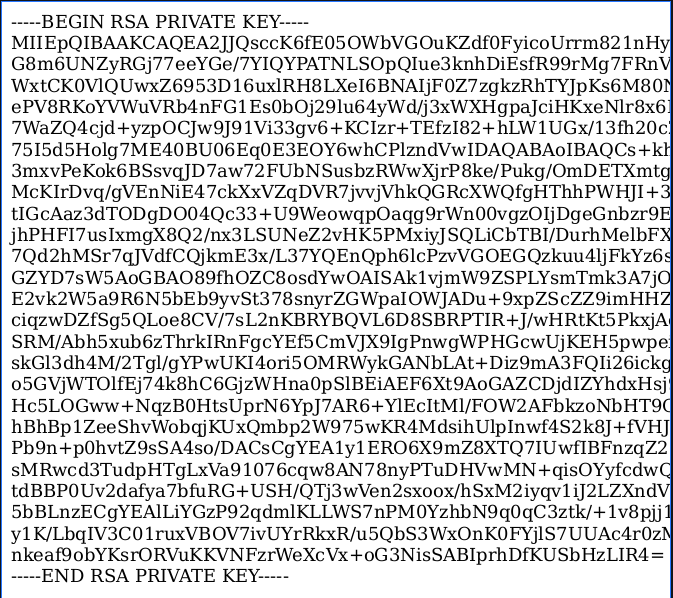 -----BEGIN RSA PRIVATE KEY-----
MIIEpQIBAAKCAQEA2JJQsccK6fE05OWbVGOuKZdf0FyicoUrrm821nHy
G8m6UNZyRGj77eeYGe/7YIQYPATNLSOpQIue3knhDiEsfR99rMg7FRnV
WxtCK0VlQUwxZ6953D16uxlRH8LXeI6BNAIjF0Z7zgkzRhTYJpKs6M80N
ePV8RKoYVWuVRb4nFG1Es0bOj29lu64yWd/j3xWXHgpaJciHKxeNlr8x6
7WaZQ4cjd+yzpOCJw9J91Vi33gv6+KCIzr+TEfzI82+hLW1UGx/13fh20c
75I5d5Holg7ME40BU06Eq0E3EOY6whCPlzndVwIDAQABAoIBAQCs+kh
3mxvPeKok6BSsvqJD7aw72FUbNSusbzRWwXjrP8ke/Pukg/OmDETXmtg
McKIrDvq/gVEnNiE47ckXxVZqDVR7jvvjVhkQGRcXWQfgHThhPWHJI+3
tIGcAaz3dTODgDO04Qc33+U9WeowqpOaqg9rWn00vgzOIjDgeGnbzr9E
jhPHFI7usIxmgX8Q2/nx3LSUNeZ2vHK5PMxiyJSQLiCbTBI/DurhMelbFX
7Qd2hMSr7qJVdfCQjkmE3x/L37YQEnQph6lcPzvVGOEGQzkuu4ljFkYz6s
GZYD7sW5AoGBAO89fhOZC8osdYwOAISAk1vjmW9ZSPLYsmTmk3A7jO
E2vk2W5a9R6N5bEb9yvSt378snyrZGWpaIOWJADu+9xpZScZZ9imHHZ
ciqzwDZfSg5QLoe8CV/7sL2nKBRYBQVL6D8SBRPTIR+J/wHRtKt5PkxjA
SRM/Abh5xub6zThrkIRnFgcYEf5CmVJX9IgPnwgWPHGcwUjKEH5pwpe
skGl3dh4M/2Tgl/gYPwUKI4ori5OMRWykGANbLAt+Diz9mA3FQIi26ickg
o5GVjWTOlfEj74k8hC6GjzWHna0pSlBEiAEF6Xt9AoGAZCDjdIZYhdxHsj
Hc5LOGww+NqzB0HtsUprN6YpJ7AR6+YlEcItMl/FOW2AFbkzoNbHT9C
hBhBp1ZeeShvWobqjKUxQmbp2W975wKR4MdsihUlpInwf4S2k8J+fVHJ
Pb9n+p0hvtZ9sSA4so/DACsCgYEA1y1ERO6X9mZ8XTQ7IUwfIBFnzqZ2
sMRwcd3TudpHTgLxVa91076cqw8AN78nyPTuDHVwMN+qisOYyfcdwQ
tdBBP0Uv2dafya7bfuRG+USH/QTj3wVen2sxoox/hSxM2iyqv1iJ2LZXndV
5bBLnzECgYEAlLiYGzP92qdmlKLLWS7nPM0YzhbN9q0qC3ztk/+1v8pjj1
y1K/LbqIV3C01ruxVBOV7ivUYrRkxR/u5QbS3WxOnK0FYjlS7UUAc4r0zM
nkeaf9obYKsrORVuKKVNFzrWeXcVx+oG3NisSABIprhDfKUSbHzLIR4=
-----END RSA PRIVATE KEY-----